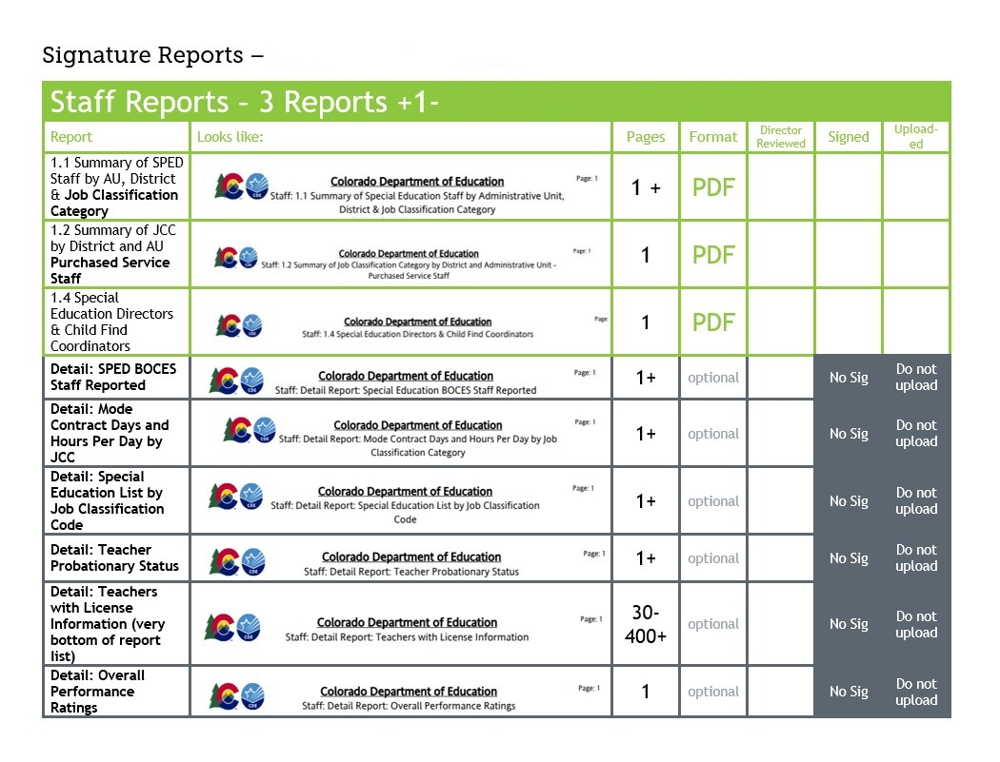 Signature Reports –
Staff Reports – 3 Reports +1-
Report
Looks like:
Pages
Format
Director
Reviewed
Signed
Upload-
ed
1.1 Summary of SPED
Staff by AU, District
& Job Classification
Category
Colorado Department of Education
Page: 1
Staff: 1.1 Summary of Special Education Staff by Administrative Unit,
District & Job Classification Category
1 +
PDF
1.2 Summary of JCC
by District and AU
Purchased Service
Staff
Colorado Department of Education
Page: 1
Staff: 1.2 Summary of Job Classification Category by District and Administrative Unit -
Purchased Service Staff
1
PDF
1.4 Special
Education Directors
& Child Find
Coordinators
Colorado Department of Education
Page:
Staff: 1.4 Special Education Directors & Child Find Coordinators
1
PDF
Detail: SPED BOCES
Staff Reported
Colorado Department of Education
Page: 1
Staff: Detail Report: Special Education BOCES Staff Reported
CDE
1+
optional
No Sig
Do not
upload
Detail: Mode
Contract Days and
Hours Per Day by
JCC
Colorado Department of Education
Page: 1
Staff: Detail Report: Mode Contract Days and Hours Per Day by Job
Classification Category
CDE
1+
optional
No Sig
Do not
upload
Detail: Special
Education List by
Job Classification
Code
Colorado Department of Education
Page: 1
Staff: Detail Report: Special Education List by Job Classification
Code
CDE
1+
optional
No Sig
Do not
upload
Detail: Teacher
Probationary Status
Colorado Department of Education
Page: 1
Staff: Detail Report: Teacher Probationary Status
CDE
1+
optional
No Sig
Do not
upload
Detail: Teachers
with License
Information (very
bottom of report
list)
Colorado Department of Education
Page: 1
Staff: Detail Report: Teachers with License Information
CDE
30-
400+
optional
No Sig
Do not
upload
Detail: Overall
Performance
Ratings
Colorado Department of Education
Page: 1
Staff: Detail Report: Overall Performance Ratings
CDE
1
optional
No Sig
Do not
upload